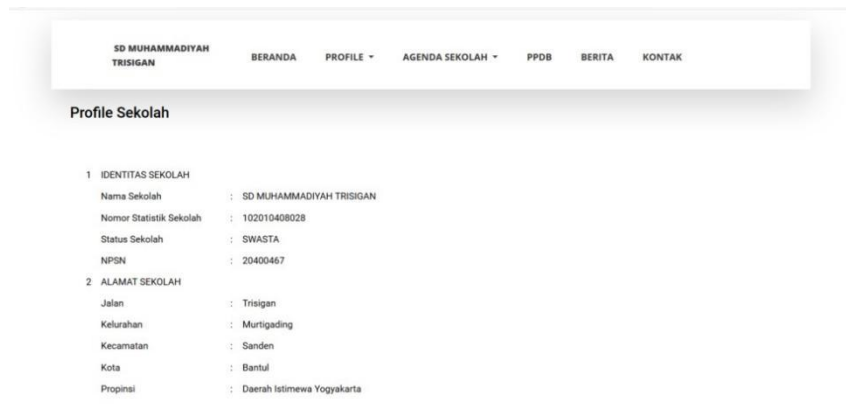 SD MUHAMMADIYAH
TRISIGAN
BERANDA PROFILE AGENDA SEKOLAH PPDB BERITA KONTAK
Profile Sekolah
1 IDENTITAS SEKOLAH
Nama Sekolah : SD MUHAMMADIYAH TRISIGAN
Nomor Statistik Sekolah : 102010408028
Status Sekolah : SWASTA
NPSN : 20400467
2 ALAMAT SEKOLAH
Jalan : Trisigan
Kelurahan : Murtigading
Kecamatan : Sanden
Kota : Bantul
Propinsi : Daerah Istimewa Yogyakarta